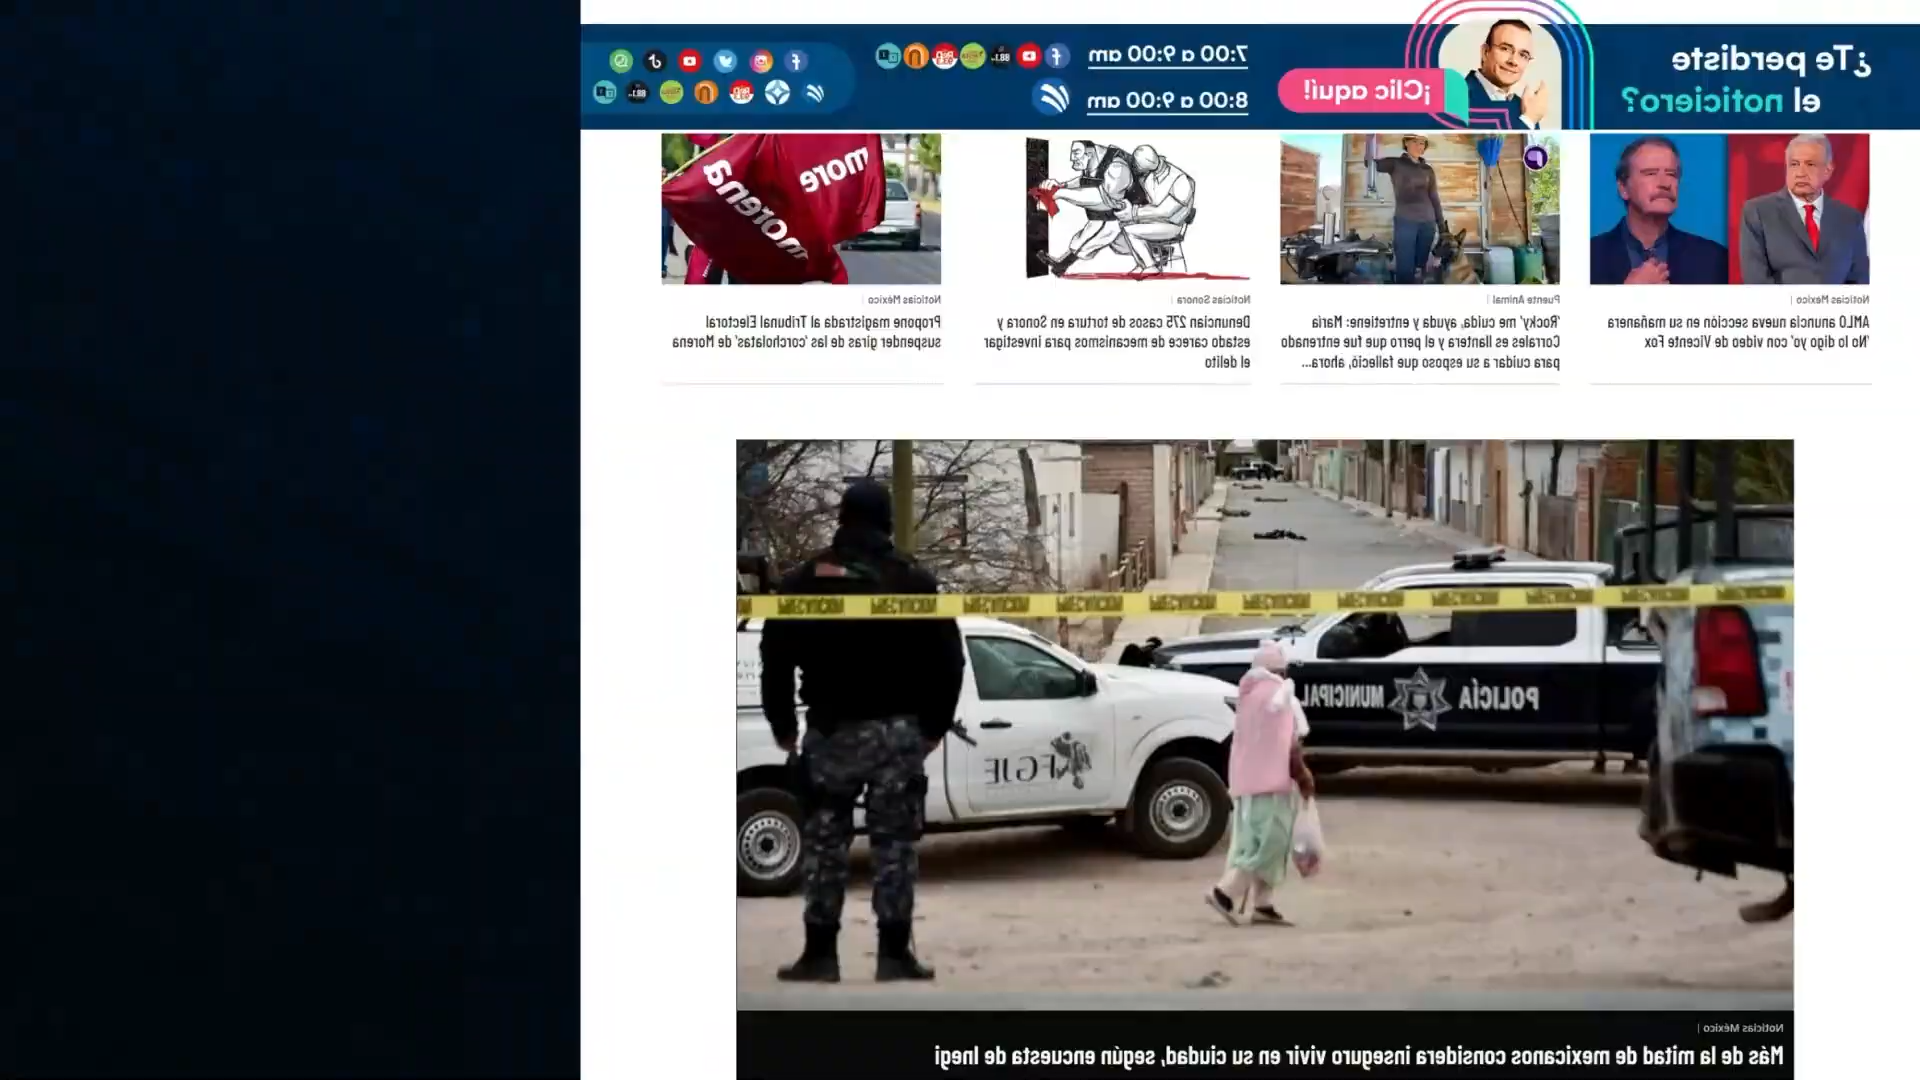 ¿Te perdiste
el noticiero?
¡Clic aquí!
7:00 a 9:00 am
8:00 a 9:00 am
Noticias México |
AMLO anuncia nueva sección en su mañanera
'No lo digo yo' con video de Vicente Fox
Puente Animal |
'Rocky' me cuida, ayuda y entretiene: María
Corrales es llantera y el perro que fue entrenado
para cuidar a su esposo que falleció, ahora...
Noticias Sonora |
Denuncian 275 casos de tortura en Sonora y
estado carece de mecanismos para investigar
el delito
Noticias México |
Propone magistrada al Tribunal Electoral
suspender giras de las 'corcholatas' de Morena
more
morena
POLICÍA MUNICIPAL
FGJE
Noticias México |
Más de la mitad de mexicanos considera inseguro vivir en su ciudad, según encuesta de Inegi